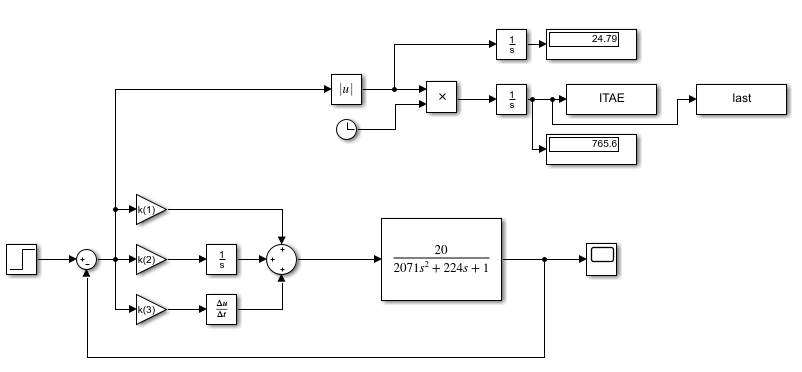 1/s
24.79
|u|
×
1/s
ITAE
last
765.6
k(1)
+
+
+
+
−
k(2)
1/s
20
2071s² + 224s + 1
k(3)
Δu/Δt